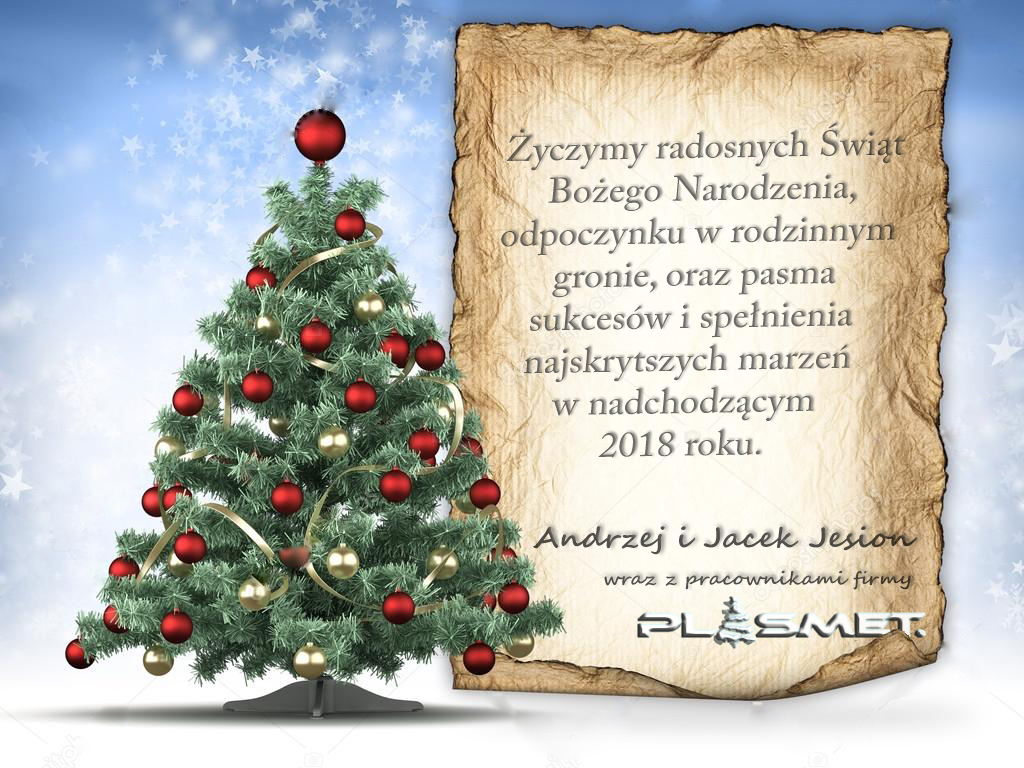 Życzymy radosnych Świąt
Bożego Narodzenia,
odpoczynku w rodzinnym
gronie, oraz pasma
sukcesów i spełnienia
najskrytszych marzeń
w nadchodzącym
2018 roku.
Andrzej i Jacek Jesion
wraz z pracownikami firmy
PLASMET.